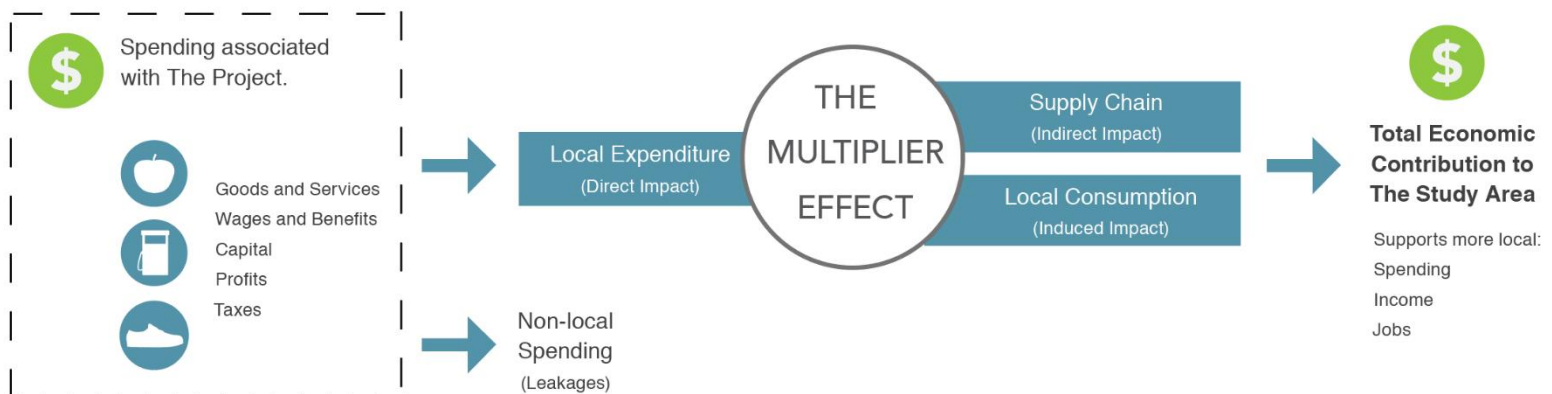 $
Spending associated
with The Project.
Goods and Services
Wages and Benefits
Capital
Profits
Taxes
Local Expenditure
(Direct Impact)
Non-local
Spending
(Leakages)
THE
MULTIPLIER
EFFECT
Supply Chain
(Indirect Impact)
Local Consumption
(Induced Impact)
$
Total Economic
Contribution to
The Study Area
Supports more local:
Spending
Income
Jobs